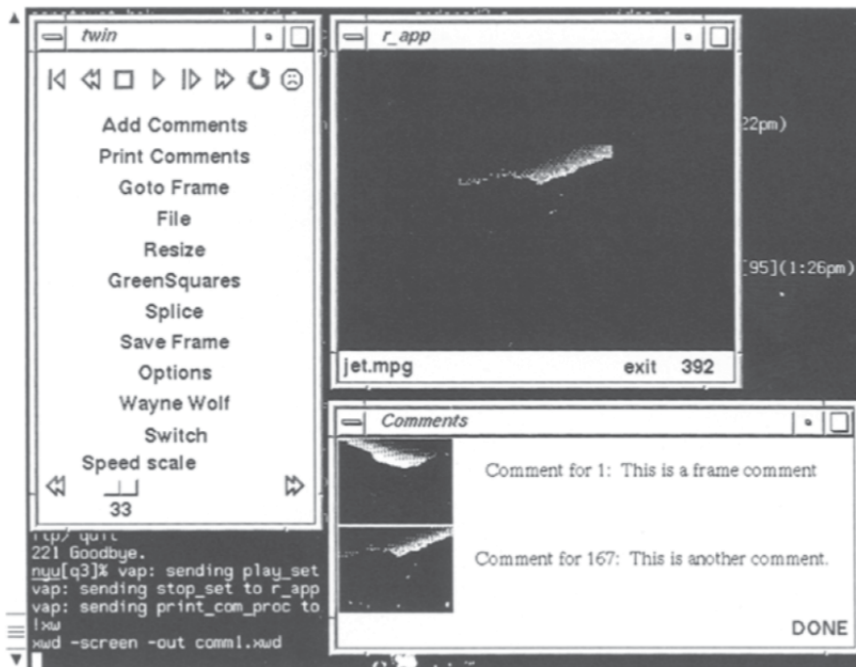 twin
Add Comments
Print Comments
Goto Frame
File
Resize
GreenSquares
Splice
Save Frame
Options
Wayne Wolf
Switch
Speed scale
33
r_app
jet.mpg exit 392
22pm)
[95](1:26pm)
Comments
Comment for 1: This is a frame comment
Comment for 167: This is another comment.
DONE
quit
221 Goodbye.
nyu[q3]% vap: sending play_set
vap: sending stop_set to r_app
vap: sending print_com_proc to
!xw
xwd -screen -out comm1.xwd